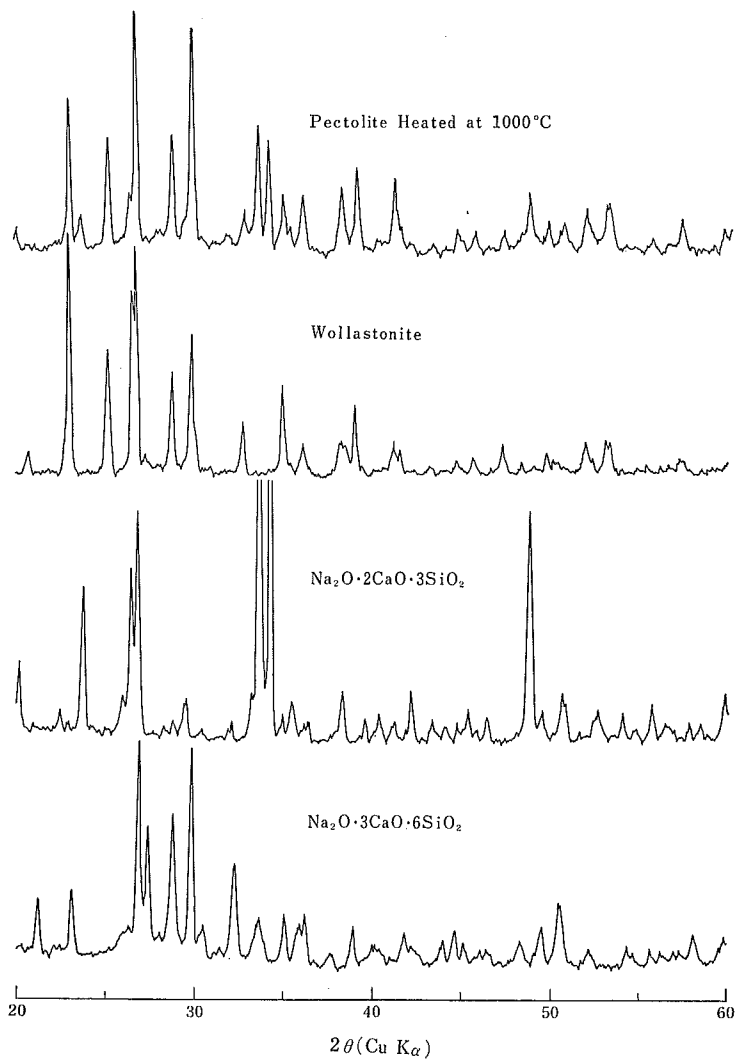 Pectolite Heated at 1000°C
Wollastonite
Na₂O·2CaO·3SiO₂
Na₂O·3CaO·6SiO₂
20 30 40 50 60
2θ(Cu Kα)